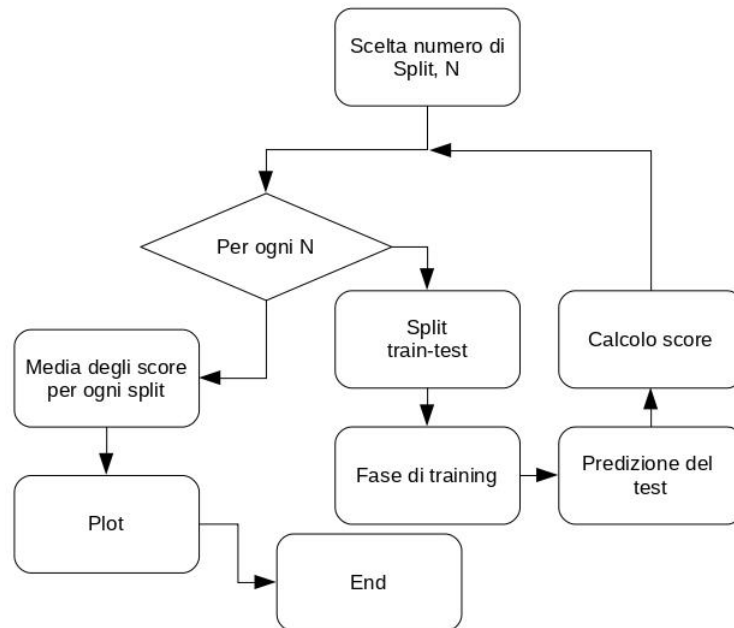 Scelta numero di
Split, N
Per ogni N
Split
train-test
Calcolo score
Media degli score
per ogni split
Fase di training
Predizione del
test
Plot
End